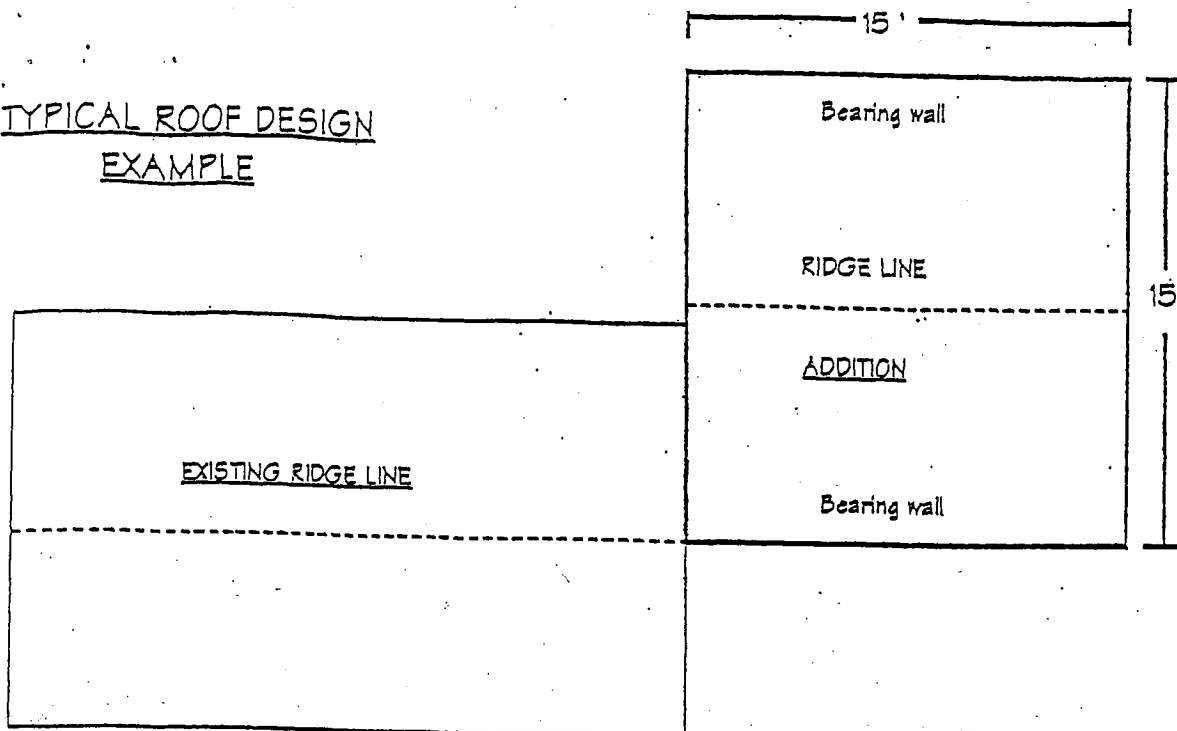 15 '
TYPICAL ROOF DESIGN
EXAMPLE
Bearing wall
RIDGE LINE
15
ADDITION
EXISTING RIDGE LINE
Bearing wall